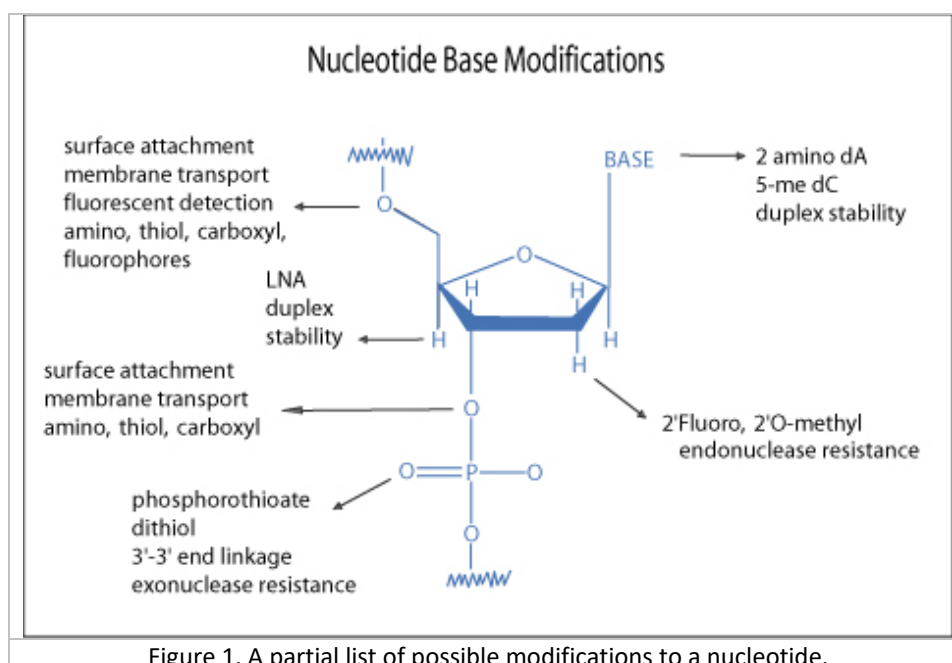 Nucleotide Base Modifications
surface attachment
membrane transport
fluorescent detection
amino, thiol, carboxyl,
fluorophores
O
BASE
2 amino dA
5-me dC
duplex stability
O
LNA
duplex
stability
H
H
H
H
H
surface attachment
membrane transport
amino, thiol, carboxyl
O
2'Fluoro, 2'O-methyl
endonuclease resistance
O=P-O
phosphorothioate
dithiol
3'-3' end linkage
exonuclease resistance
O
Figure 1. A partial list of possible modifications to a nucleotide.